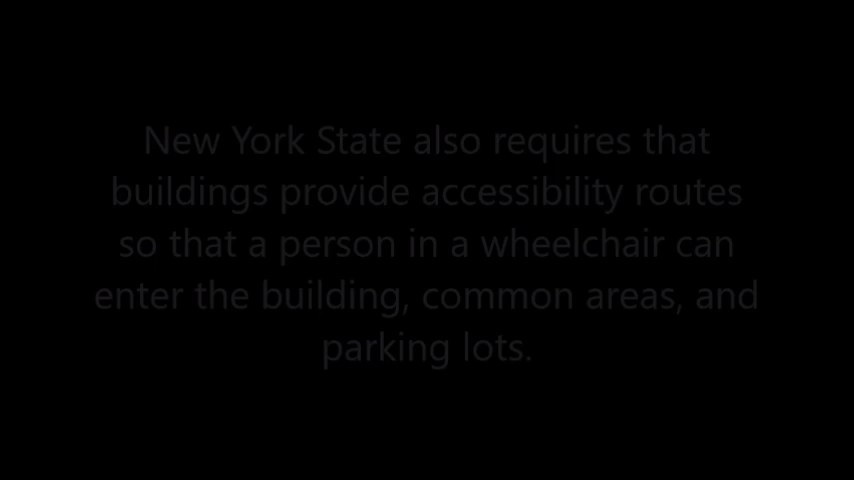 New York State also requires that
buildings provide accessibility routes
so that a person in a wheelchair can
enter the building, common areas, and
parking lots.